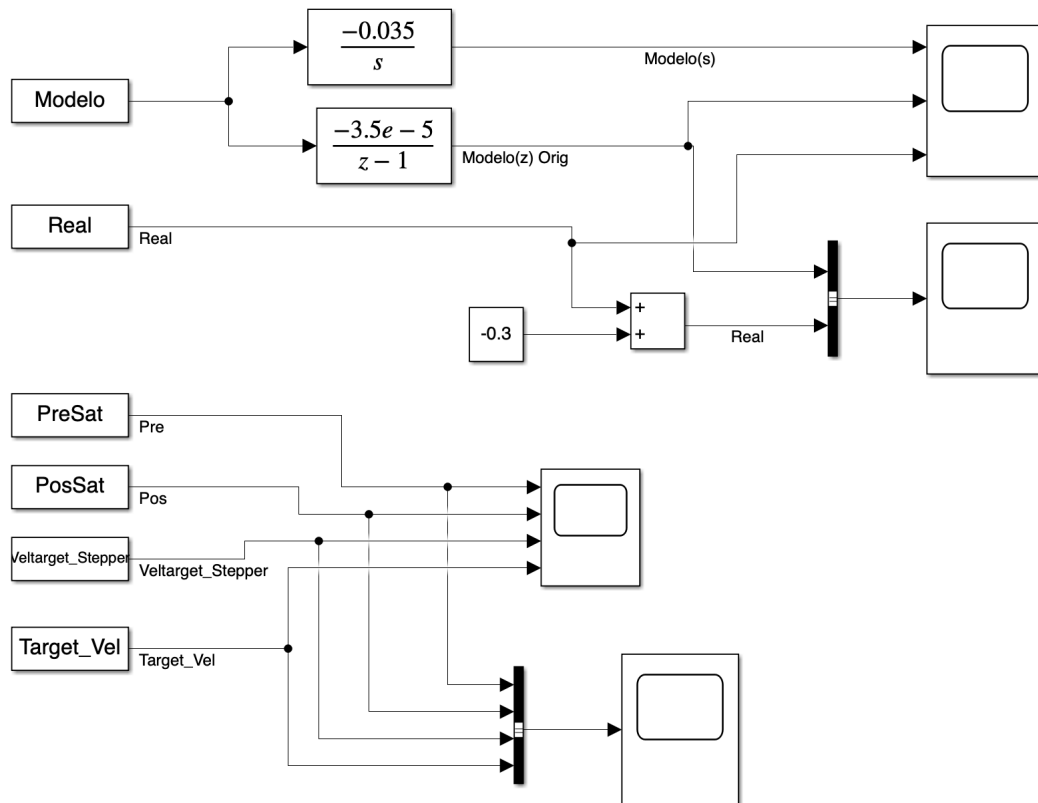 -0.035
s
Modelo(s)
Modelo
-3.5e - 5
z - 1
Modelo(z) Orig
Real
Real
-0.3
+
+
Real
PreSat
Pre
PosSat
Pos
Veltarget_Stepper
Veltarget_Stepper
Target_Vel
Target_Vel